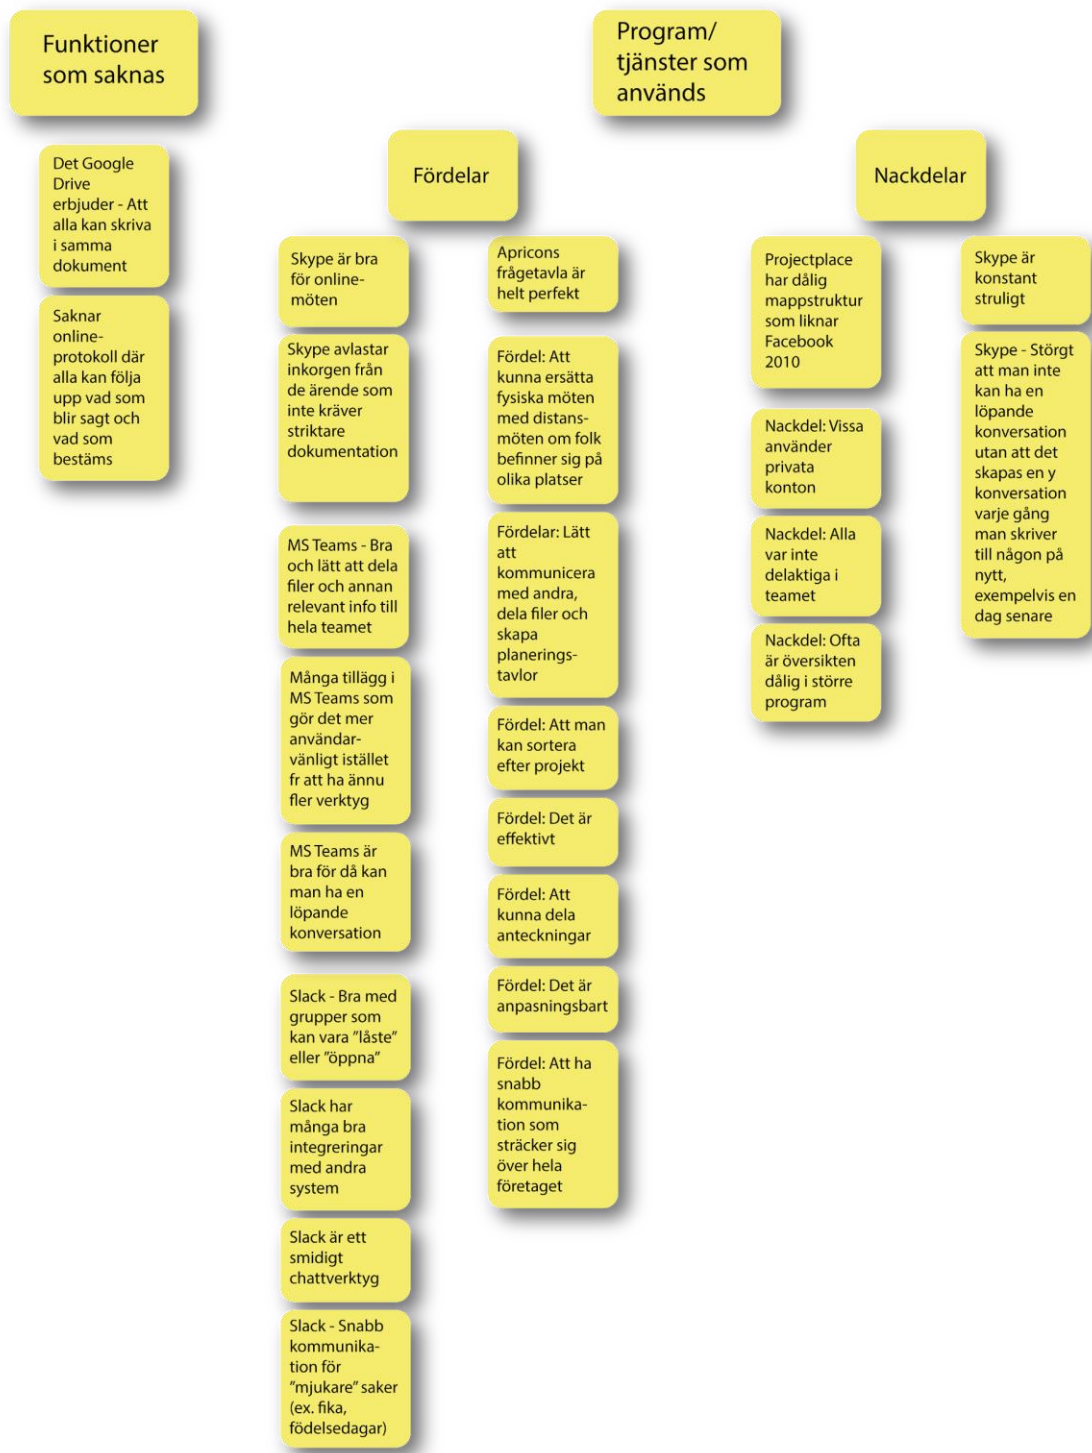 Funktioner
som saknas
Det Google
Drive
erbjuder - Att
alla kan skriva
i samma
dokument
Saknar
online-
protokoll där
alla kan följa
upp vad som
blir sagt och
vad som
bestäms
Program/
tjänster som
används
Fördelar
Skype är bra
för online-
möten
Skype avlastar
inkorgen från
de ärende som
inte kräver
striktare
dokumentation
MS Teams - Bra
och lätt att dela
filer och annan
relevant info till
hela teamet
Många tillägg i
MS Teams som
gör det mer
användar-
vänligt istället
fr att ha ännu
fler verktyg
MS Teams är
bra för då kan
man ha en
löpande
konversation
Slack - Bra med
grupper som
kan vara ”låste”
eller ”öppna”
Slack har
många bra
integreringar
med andra
system
Slack är ett
smidigt
chattverktyg
Slack - Snabb
kommunika-
tion för
”mjukare” saker
(ex. fika,
födelsedagar)
Apricons
frågetavla är
helt perfekt
Fördel: Att
kunna ersätta
fysiska möten
med distans-
möten om folk
befinner sig på
olika platser
Fördelar: Lätt
att
kommunicera
med andra,
dela filer och
skapa
planerings-
tavlor
Fördel: Att man
kan sortera
efter projekt
Fördel: Det är
effektivt
Fördel: Att
kunna dela
anteckningar
Fördel: Det är
anpasningsbart
Fördel: Att ha
snabb
kommunika-
tion som
sträcker sig
över hela
företaget
Nackdelar
Projectplace
har dålig
mappstruktur
som liknar
Facebook
2010
Nackdel: Vissa
använder
privata
konton
Nackdel: Alla
var inte
delaktiga i
teamet
Nackdel: Ofta
är översikten
dålig i större
program
Skype är
konstant
struligt
Skype - Störgt
att man inte
kan ha en
löpande
konversation
utan att det
skapas en y
konversation
varje gång
man skriver
till någon på
nytt,
exempelvis en
dag senare